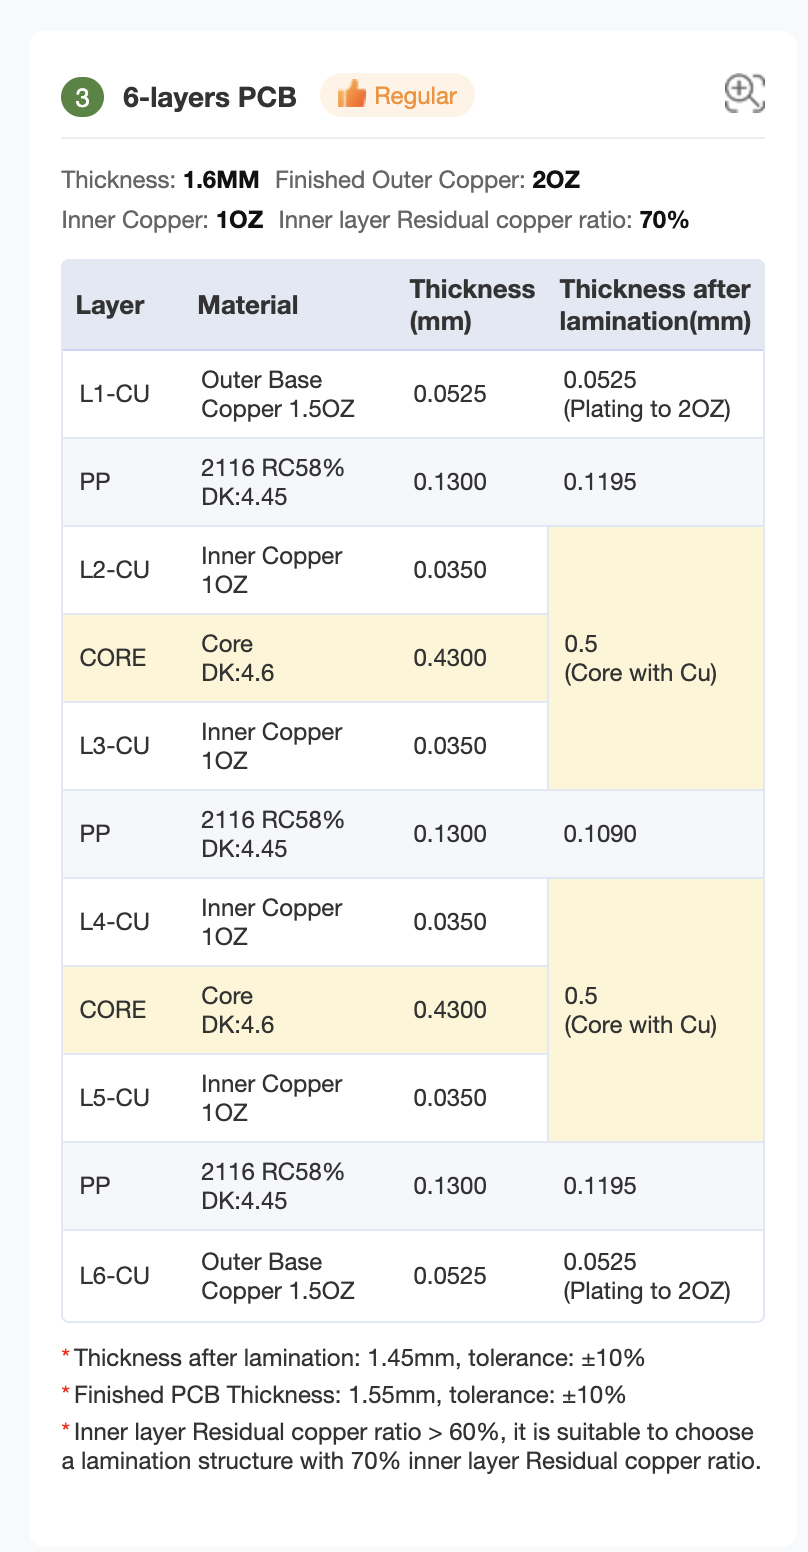 3 6-layers PCB Regular
Thickness: 1.6MM Finished Outer Copper: 2OZ
Inner Copper: 1OZ Inner layer Residual copper ratio: 70%
Layer Material Thickness (mm) Thickness after lamination(mm)
L1-CU Outer Base Copper 1.5OZ 0.0525 0.0525 (Plating to 2OZ)
PP 2116 RC58% DK:4.45 0.1300 0.1195
L2-CU Inner Copper 1OZ 0.0350
CORE Core DK:4.6 0.4300 0.5 (Core with Cu)
L3-CU Inner Copper 1OZ 0.0350
PP 2116 RC58% DK:4.45 0.1300 0.1090
L4-CU Inner Copper 1OZ 0.0350
CORE Core DK:4.6 0.4300 0.5 (Core with Cu)
L5-CU Inner Copper 1OZ 0.0350
PP 2116 RC58% DK:4.45 0.1300 0.1195
L6-CU Outer Base Copper 1.5OZ 0.0525 0.0525 (Plating to 2OZ)
* Thickness after lamination: 1.45mm, tolerance: ±10%
* Finished PCB Thickness: 1.55mm, tolerance: ±10%
* Inner layer Residual copper ratio > 60%, it is suitable to choose
a lamination structure with 70% inner layer Residual copper ratio.